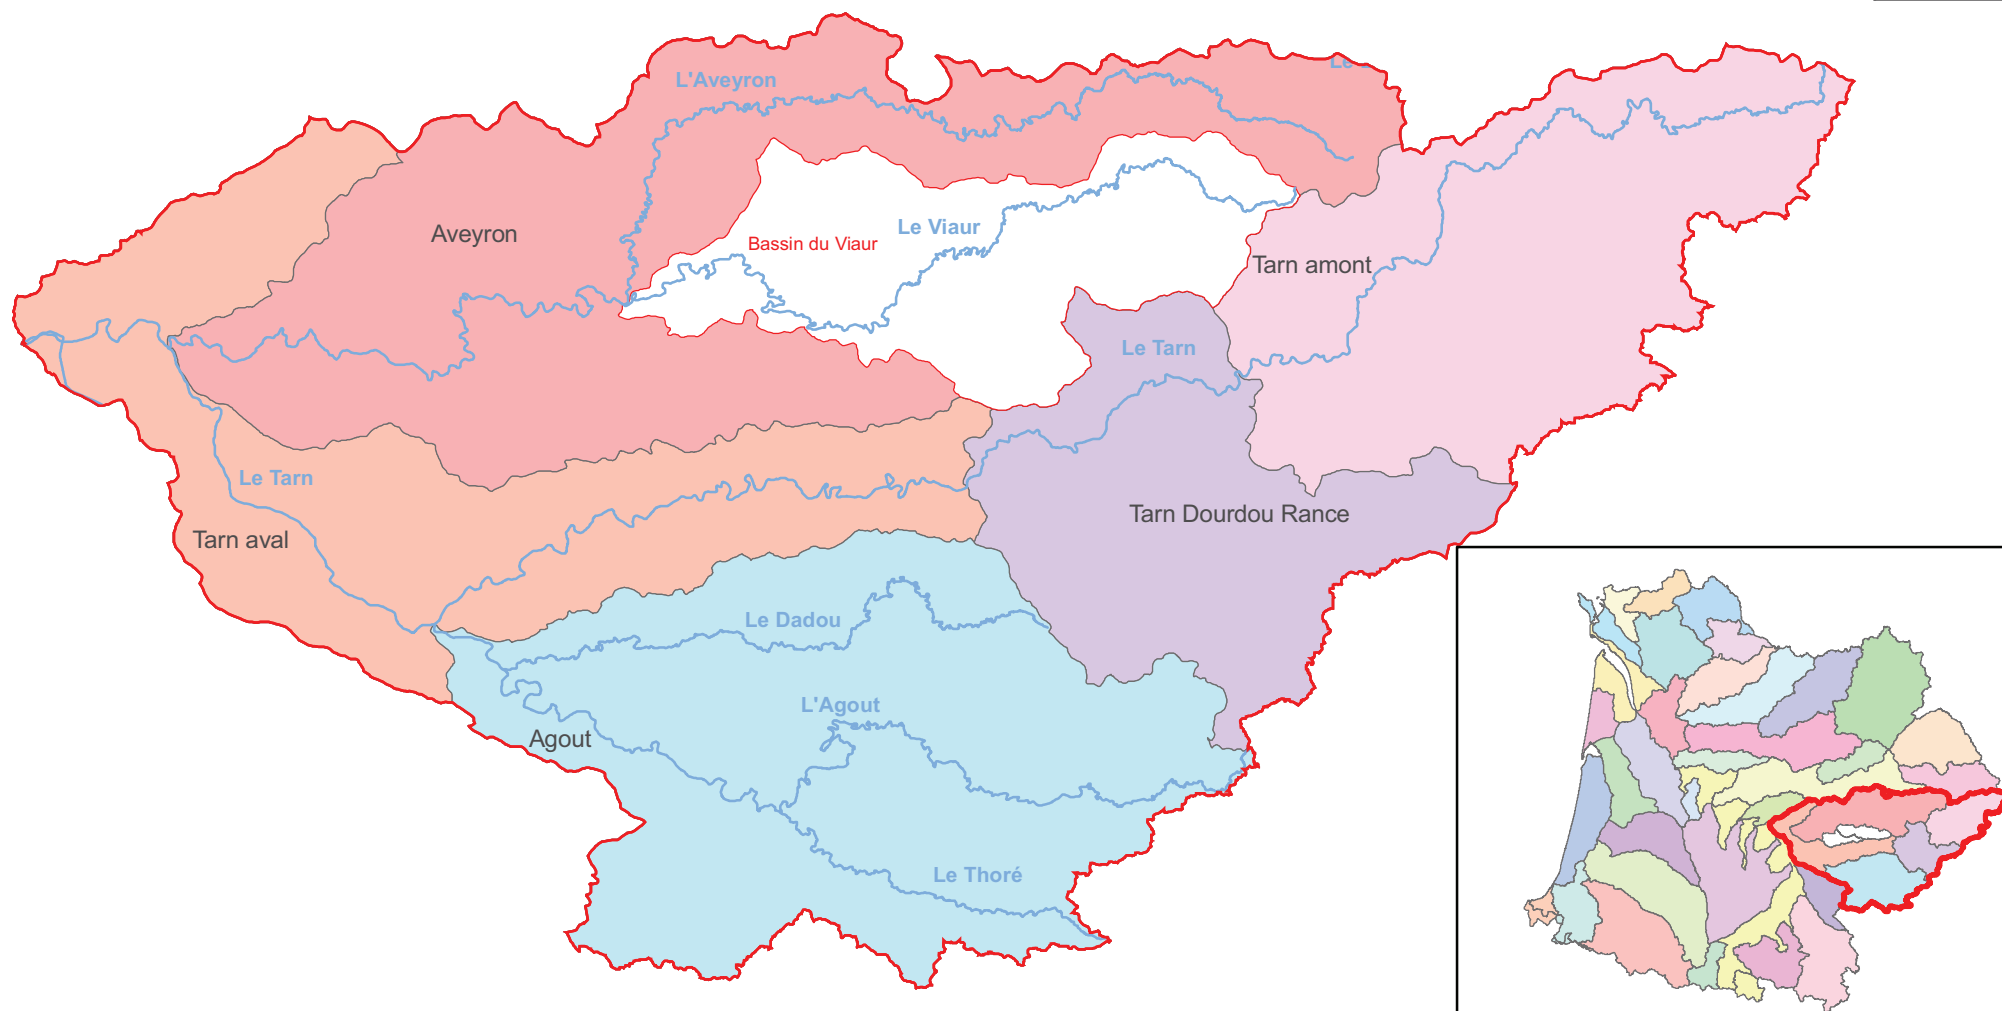 L'Aveyron
Le Viaur
Aveyron
Bassin du Viaur
Tarn amont
Le Tarn
Le Tarn
Tarn Dourdou Rance
Tarn aval
Le Dadou
L'Agout
Agout
Le Thoré